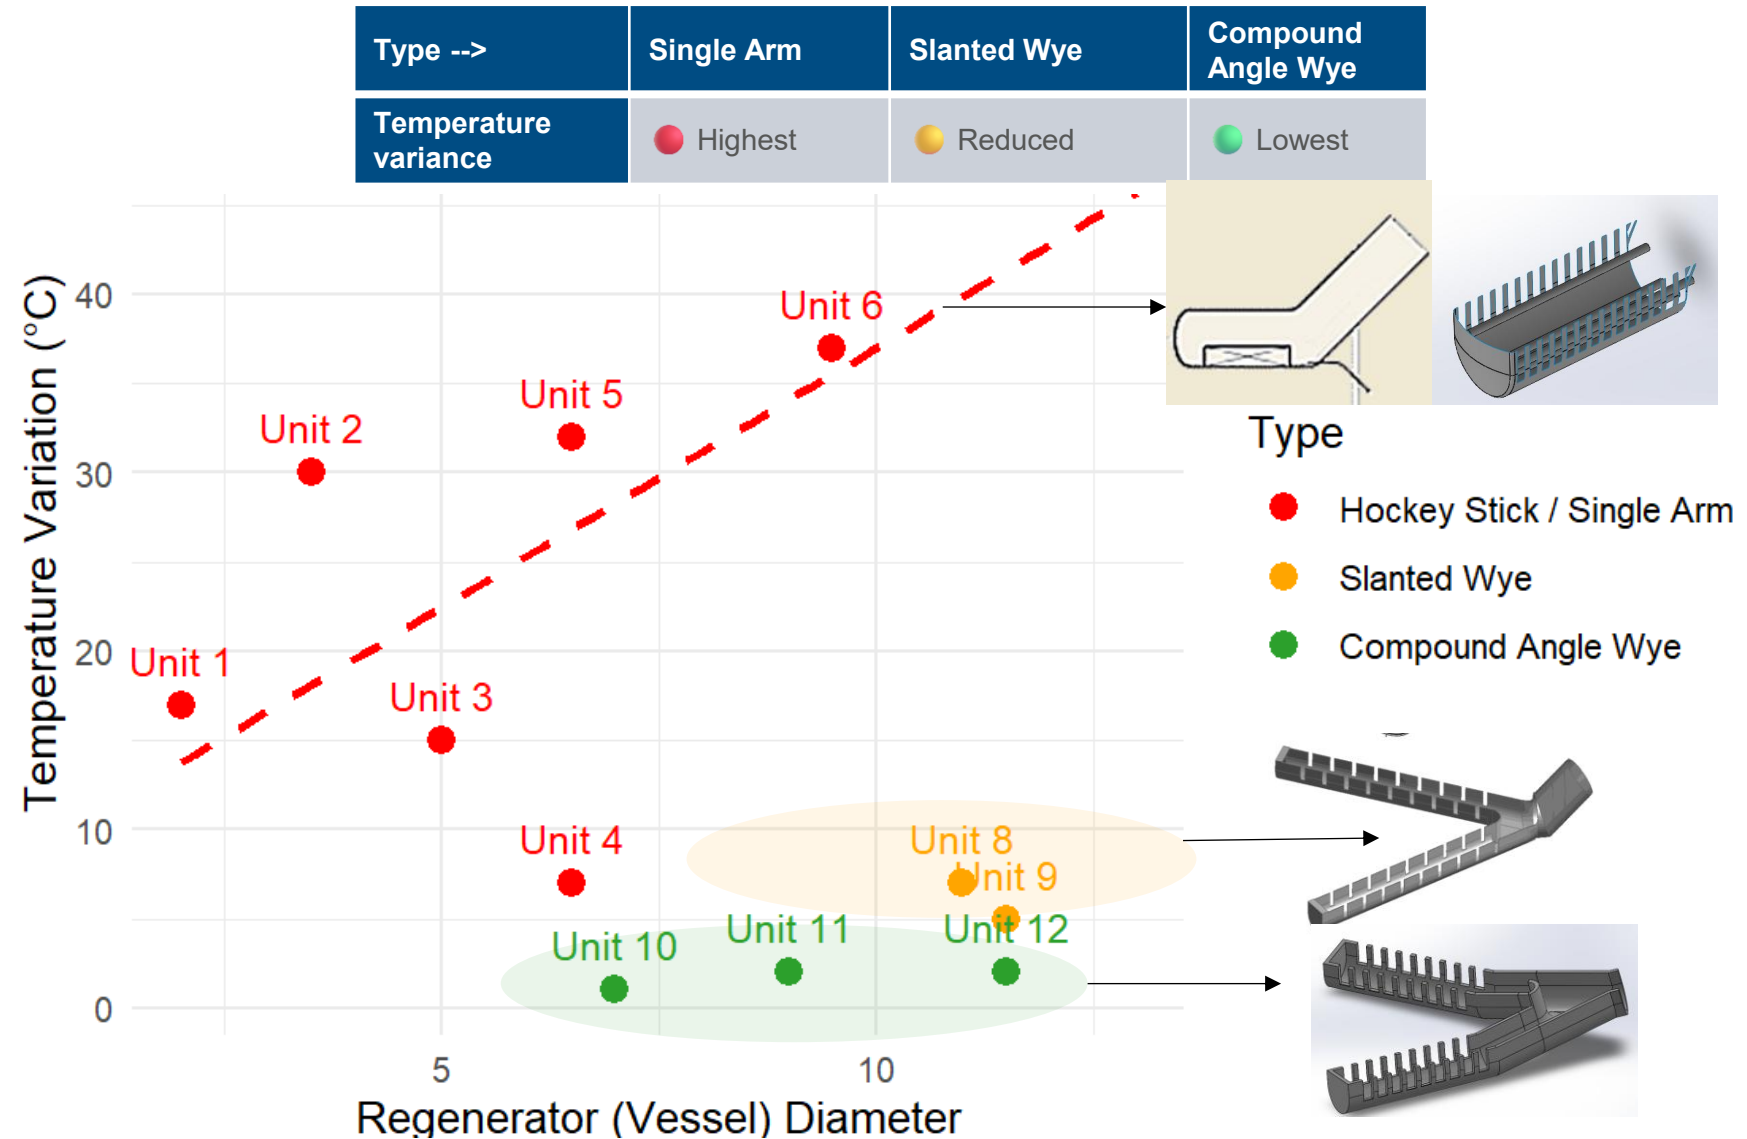 Type --> Single Arm Slanted Wye Compound
Angle Wye
Temperature
variance Highest Reduced Lowest
Temperature Variation (°C)
40
30
20
10
0
Unit 6
Unit 5
Unit 2
Unit 1
Unit 3
Unit 4
Unit 8
Unit 9
Unit 10
Unit 11
Unit 12
5 10
Regenerator (Vessel) Diameter
Type
Hockey Stick / Single Arm
Slanted Wye
Compound Angle Wye